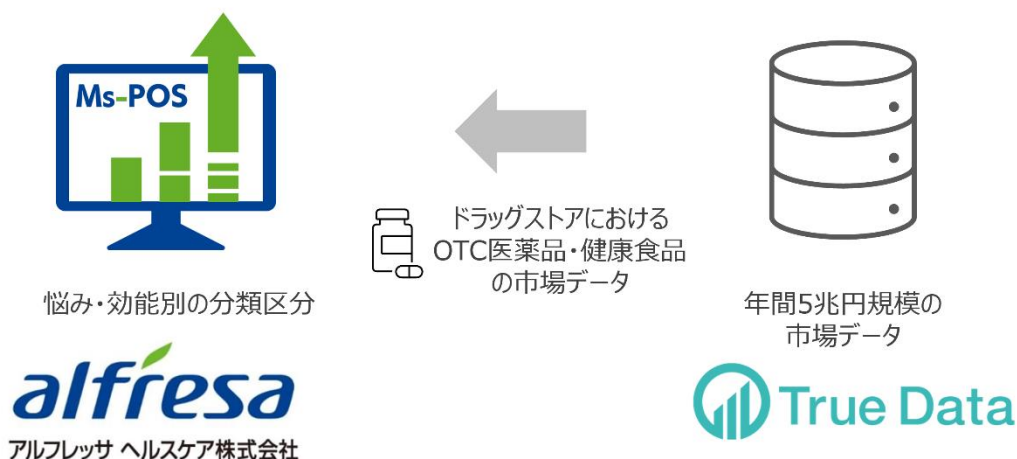 Ms-POS
ドラッグストアにおける
OTC医薬品・健康食品
の市場データ
悩み・効能別の分類区分
年間5兆円規模の
市場データ
alfresa
アルフレッサ ヘルスケア株式会社
True Data